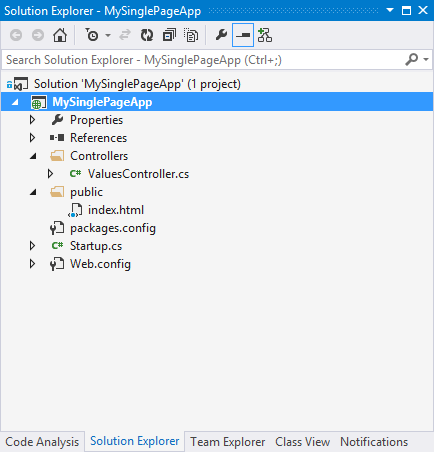 Solution Explorer - MySinglePageApp
Search Solution Explorer - MySinglePageApp (Ctrl+;)
Solution 'MySinglePageApp' (1 project)
MySinglePageApp
Properties
References
Controllers
C# ValuesController.cs
public
index.html
packages.config
C# Startup.cs
Web.config
Code Analysis Solution Explorer Team Explorer Class View Notifications